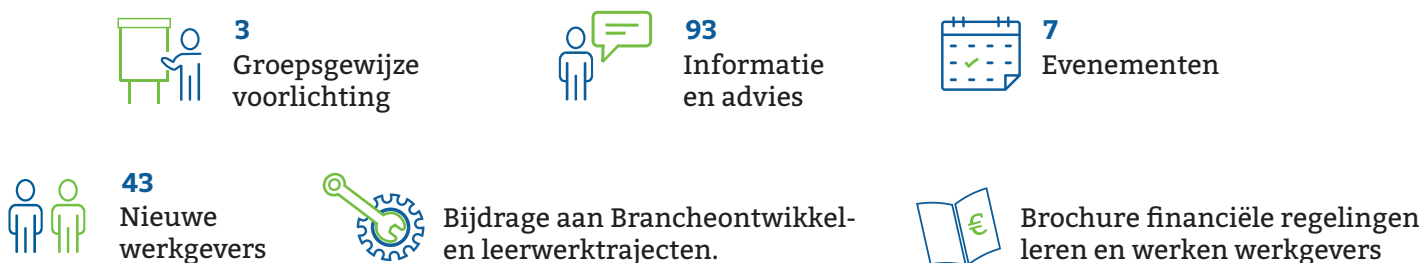 3
Groepsgewijze
voorlichting
93
Informatie
en advies
7
Evenementen
43
Nieuwe
werkgevers
Bijdrage aan Brancheontwikkel-
en leerwerktrajecten.
€
Brochure financiële regelingen
leren en werken werkgevers